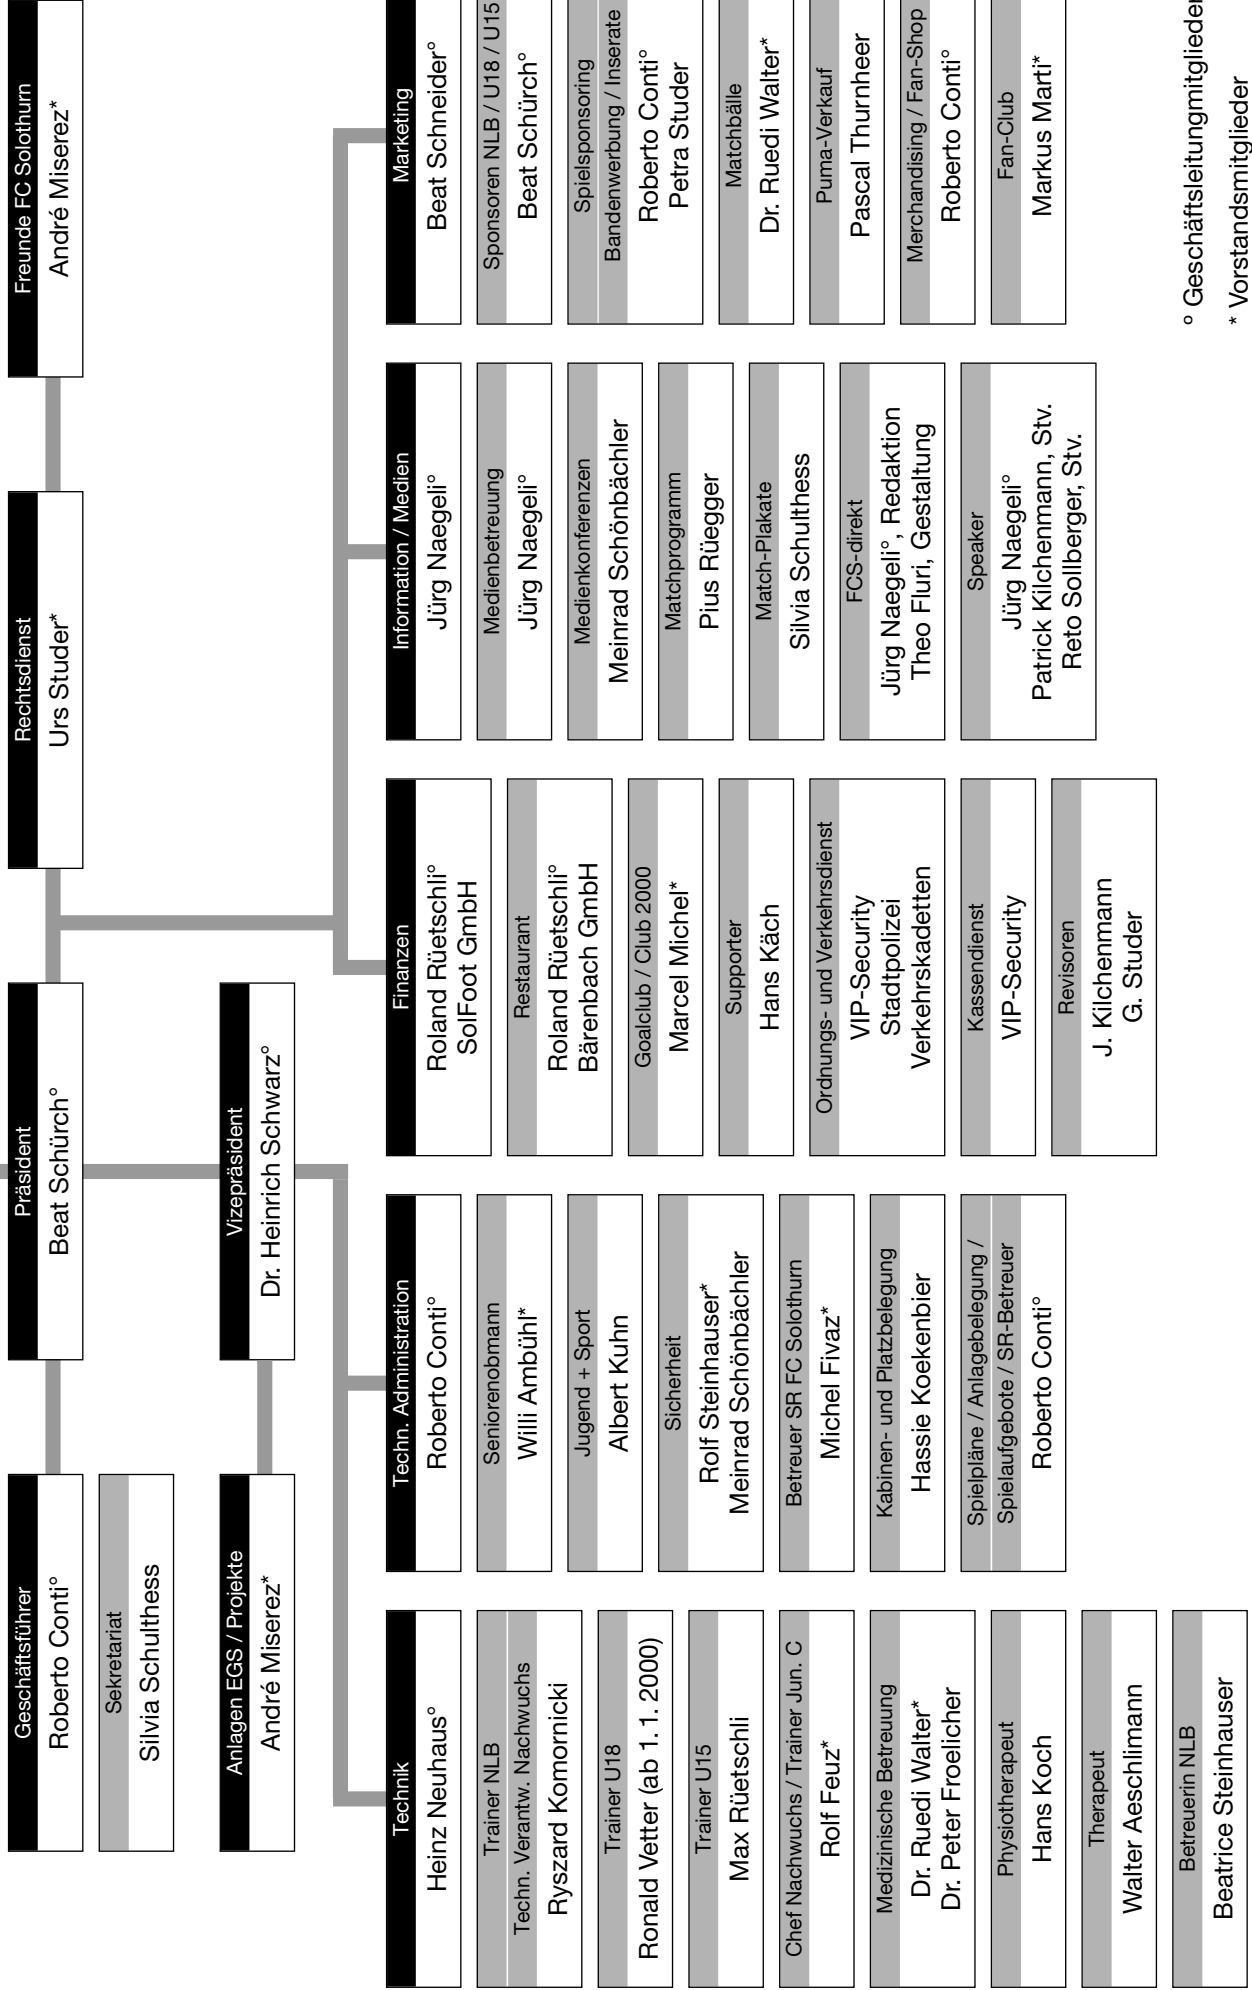 Geschäftsführer
Roberto Conti°
Sekretariat
Silvia Schulthess
Präsident
Beat Schürch°
Rechtsdienst
Urs Studer*
Freunde FC Solothurn
André Miserez*
Anlagen EGS / Projekte
André Miserez*
Vizepräsident
Dr. Heinrich Schwarz°
Technik
Heinz Neuhaus°
Trainer NLB
Techn. Verantw. Nachwuchs
Ryszard Komornicki
Trainer U18
Ronald Vetter (ab 1. 1. 2000)
Trainer U15
Max Rüetschli
Chef Nachwuchs / Trainer Jun. C
Rolf Feuz*
Medizinische Betreuung
Dr. Ruedi Walter*
Dr. Peter Froelicher
Physiotherapeut
Hans Koch
Therapeut
Walter Aeschlimann
Betreuerin NLB
Beatrice Steinhauser
Techn. Administration
Roberto Conti°
Seniorenobmann
Willi Ambühl*
Jugend + Sport
Albert Kuhn
Sicherheit
Rolf Steinhauser*
Meinrad Schönbächler
Betreuer SR FC Solothurn
Michel Fivaz*
Kabinen- und Platzbelegung
Hassie Koekenbier
Spielpläne / Anlagebelegung /
Spielaufgebote / SR-Betreuer
Roberto Conti°
Finanzen
Roland Rüetschli°
SolFoot GmbH
Restaurant
Roland Rüetschli°
Bärenbach GmbH
Goalclub / Club 2000
Marcel Michel*
Supporter
Hans Käch
Ordnungs- und Verkehrsdienst
VIP-Security
Stadtpolizei
Verkehrskadetten
Kassendienst
VIP-Security
Revisoren
J. Kilchenmann
G. Studer
Information / Medien
Jürg Naegeli°
Medienbetreuung
Jürg Naegeli°
Medienkonferenzen
Meinrad Schönbächler
Matchprogramm
Pius Rüegger
Match-Plakate
Silvia Schulthess
FCS-direkt
Jürg Naegeli°, Redaktion
Theo Fluri, Gestaltung
Speaker
Jürg Naegeli°
Patrick Kilchenmann, Stv.
Reto Sollberger, Stv.
Marketing
Beat Schneider°
Sponsoren NLB / U18 / U15
Beat Schürch°
Spielsponsoring
Bandenwerbung / Inserate
Roberto Conti°
Petra Studer
Matchbälle
Dr. Ruedi Walter*
Puma-Verkauf
Pascal Thurnheer
Merchandising / Fan-Shop
Roberto Conti°
Fan-Club
Markus Marti*
° Geschäftsleitungmitglieder
* Vorstandsmitglieder